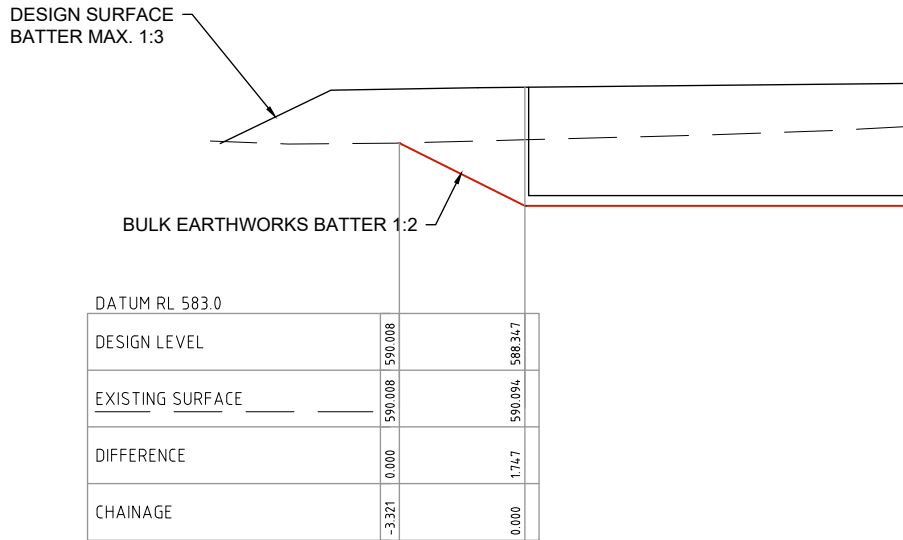 DESIGN SURFACE
BATTER MAX. 1:3
BULK EARTHWORKS BATTER 1:2
DATUM RL 583.0
DESIGN LEVEL 590.008 588.347
EXISTING SURFACE 590.008 590.094
DIFFERENCE 0.000 1.747
CHAINAGE -3.321 0.000